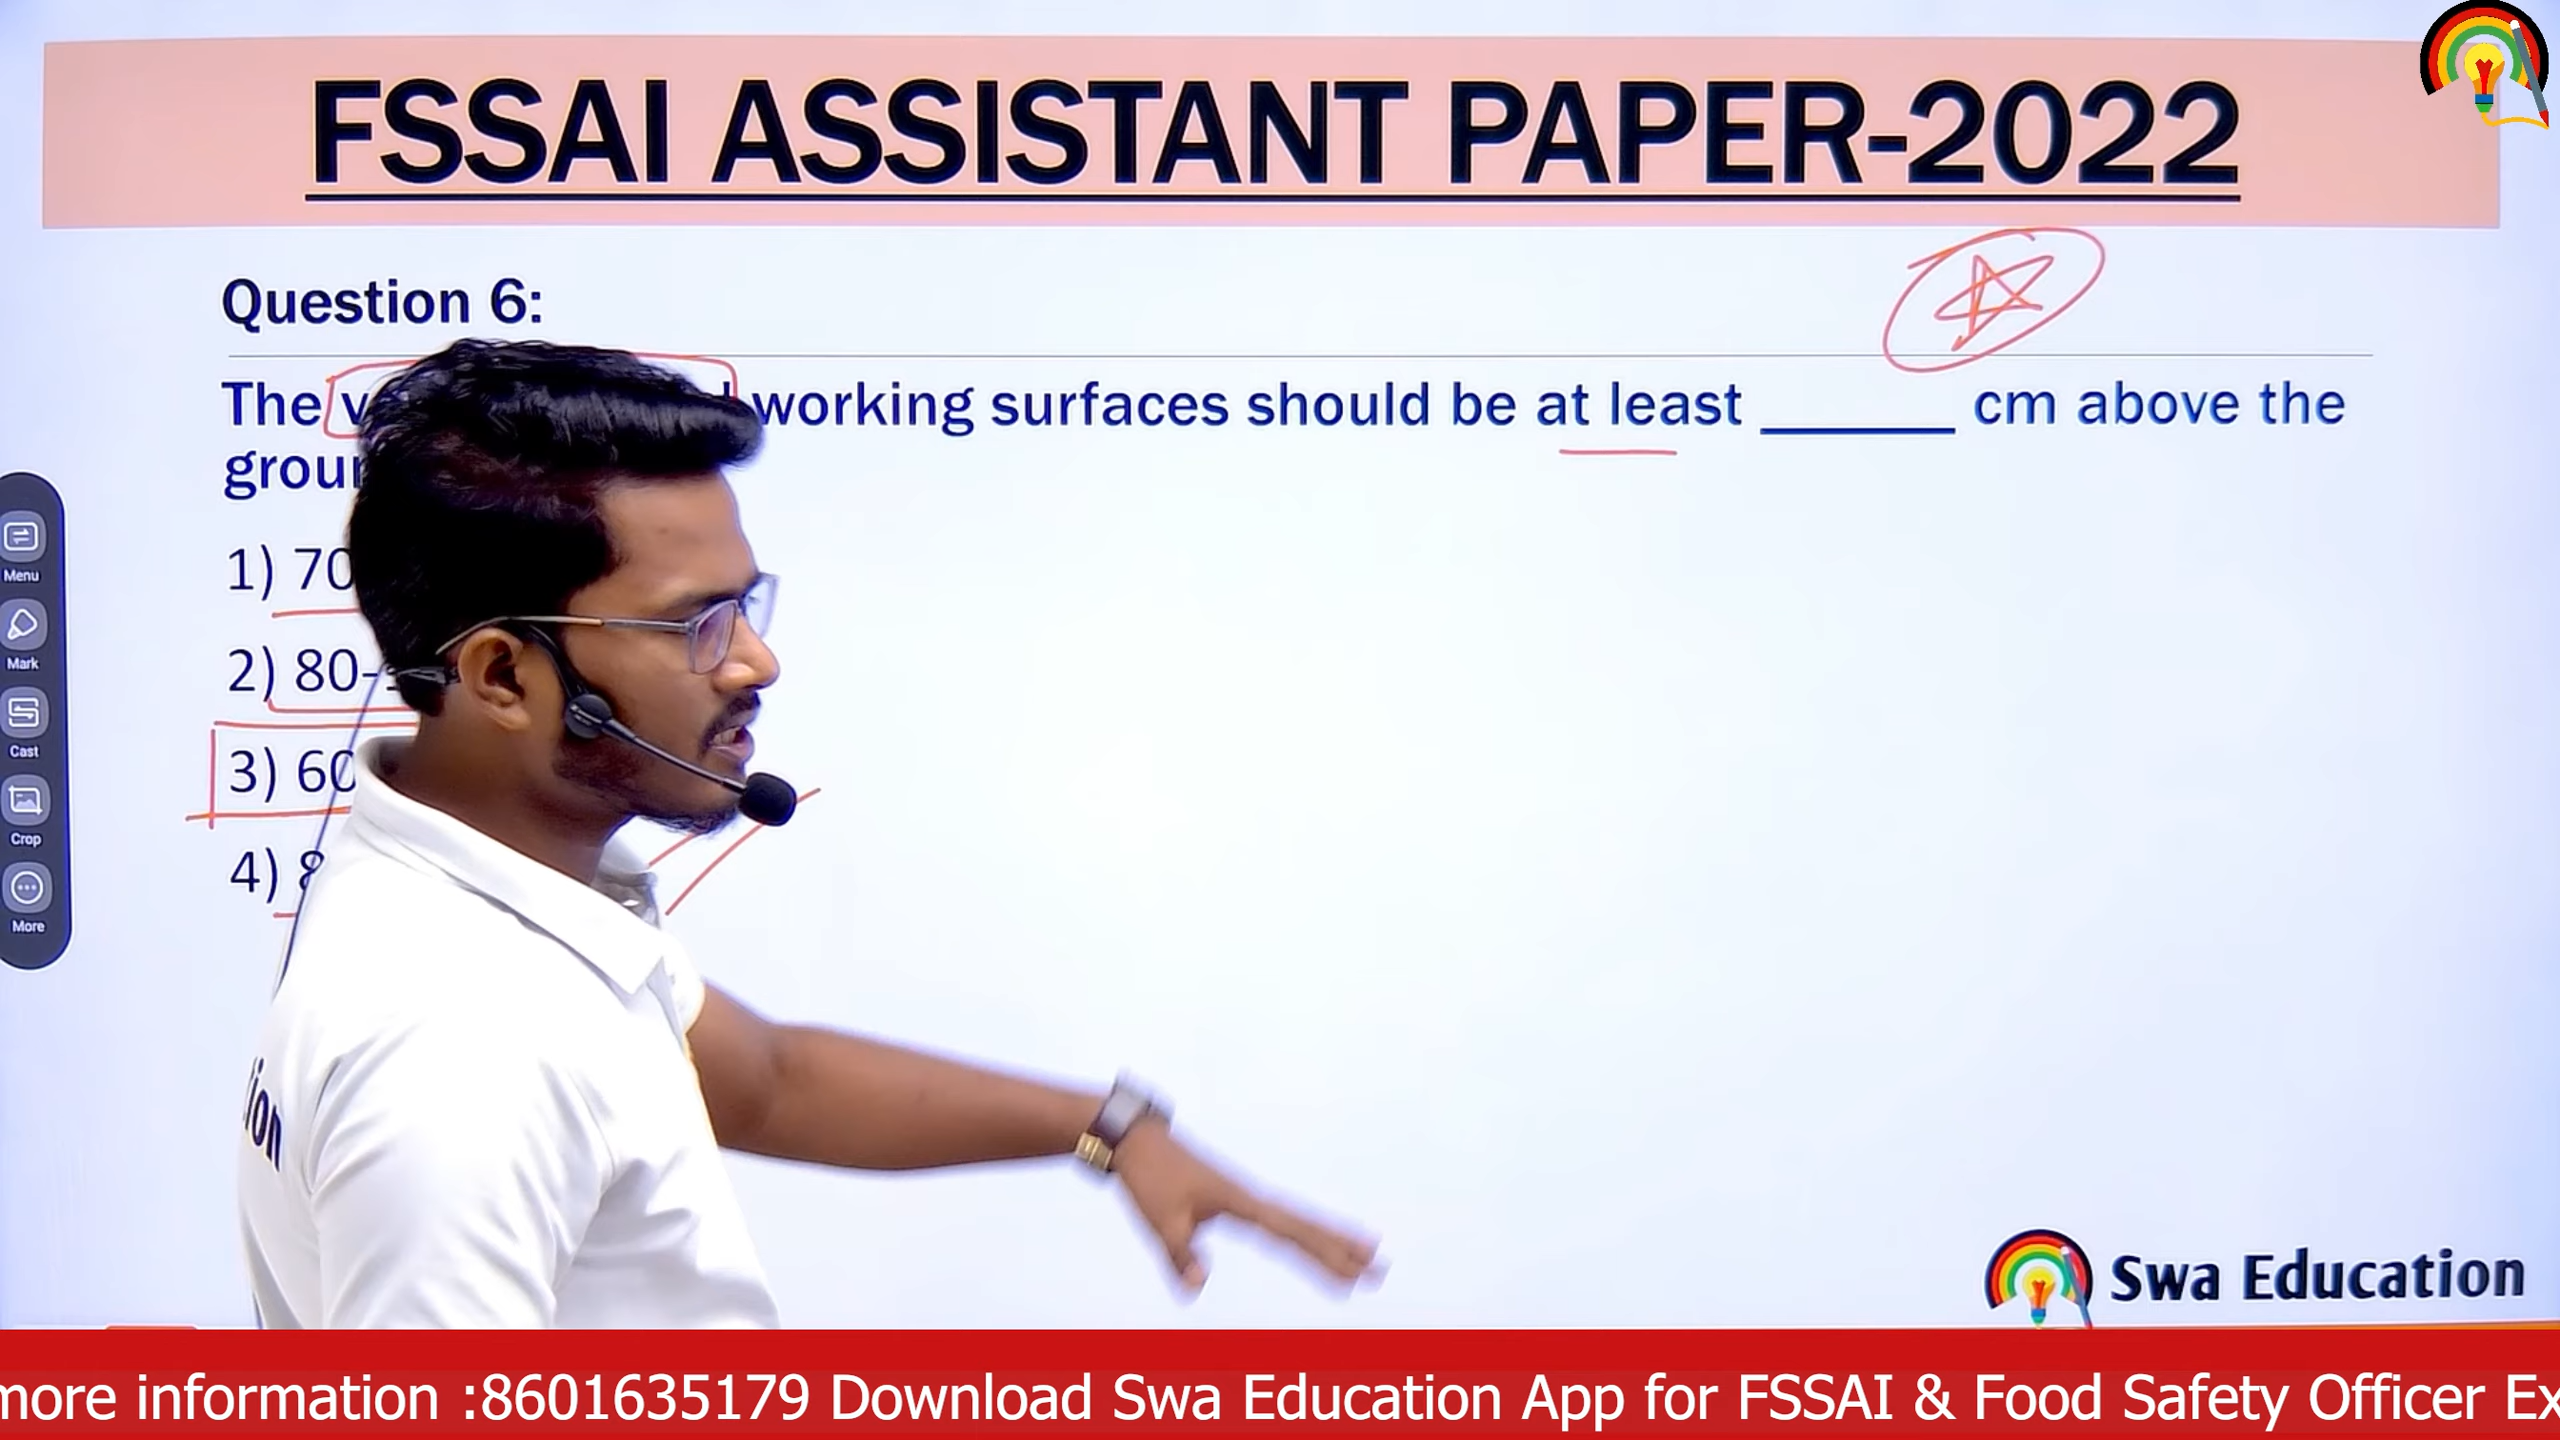 FSSAI ASSISTANT PAPER-2022
Question 6:
The working surfaces should be at least ______ cm above the
1) 70
2) 80-
3) 60
4) 8
Menu
Mark
Cast
Crop
More
ion
Swa Education
more information :8601635179 Download Swa Education App for FSSAI & Food Safety Officer Ex